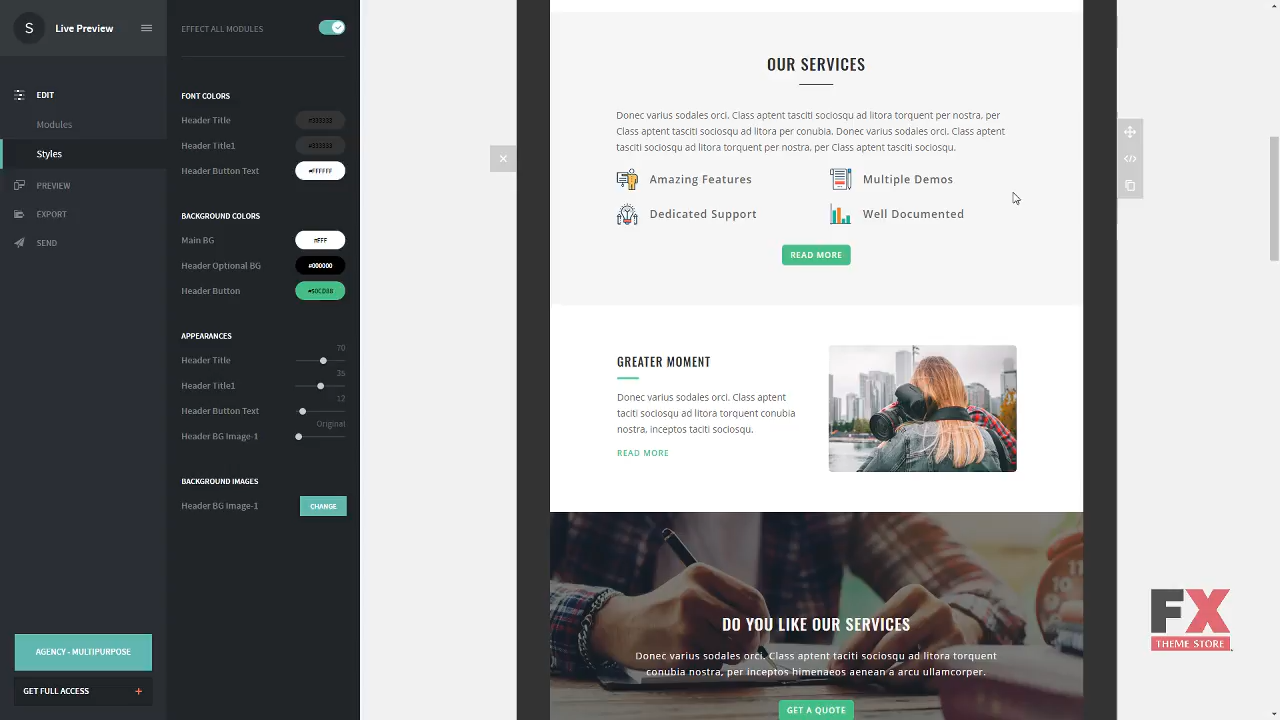 S
Live Preview
EDIT
Modules
Styles
PREVIEW
EXPORT
SEND
AGENCY - MULTIPURPOSE
GET FULL ACCESS +
EFFECT ALL MODULES
FONT COLORS
Header Title #333333
Header Title1 #333333
Header Button Text #FFFFFF
BACKGROUND COLORS
Main BG #FFF
Header Optional BG #000000
Header Button
APPEARANCES
70
Header Title
35
Header Title1
12
Header Button Text
Original
Header BG Image-1
BACKGROUND IMAGES
Header BG Image-1 CHANGE
OUR SERVICES
Donec varius sodales orci. Class aptent tasciti sociosqu ad litora torquent per nostra, per
Class aptent taciti sociosqu ad litora per conubia. Donec varius sodales orci. Class aptent
tasciti sociosqu ad litora torquent per nostra, per Class aptent taciti sociosqu.
Amazing Features
Multiple Demos
Dedicated Support
Well Documented
READ MORE
GREATER MOMENT
Donec varius sodales orci. Class aptent
taciti sociosqu ad litora torquent conubia
nostra, inceptos taciti sociosqu.
READ MORE
11
10
DO YOU LIKE OUR SERVICES
Donec varius sodales orci. Class aptent taciti sociosqu ad litora torquent
conubia nostra, per inceptos himenaeos aenean a arcu ullamcorper.
GET A QUOTE
FX
THEME STORE